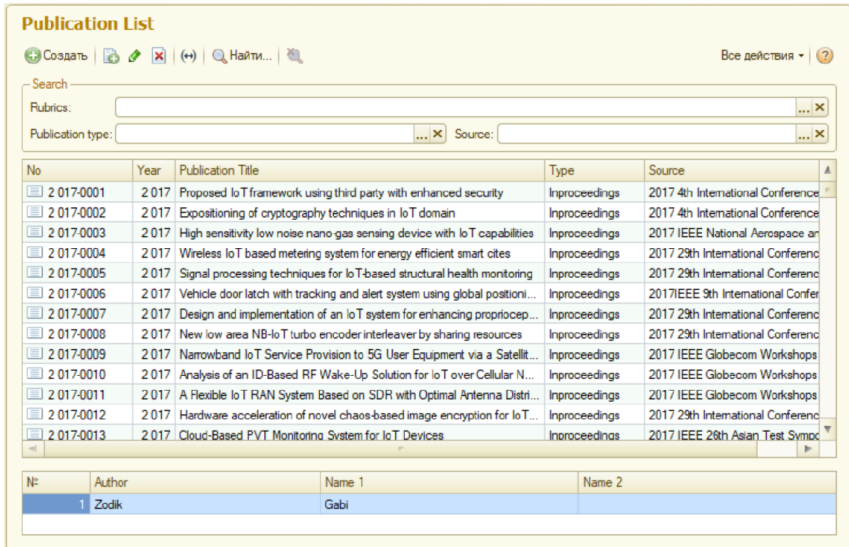 Publication List
Создать (↔) Найти... Все действия ?
Search
Rubrics: ...
Publication type: ... Source: ...
No Year Publication Title Type Source
2 017-0001 2 017 Proposed IoT framework using third party with enhanced security Inproceedings 2017 4th International Conference
2 017-0002 2 017 Expositioning of cryptography techniques in IoT domain Inproceedings 2017 4th International Conference
2 017-0003 2 017 High sensitivity low noise nano-gas sensing device with IoT capabilities Inproceedings 2017 IEEE National Aerospace an
2 017-0004 2 017 Wireless IoT based metering system for energy efficient smart cites Inproceedings 2017 29th International Conferenc
2 017-0005 2 017 Signal processing techniques for IoT-based structural health monitoring Inproceedings 2017 29th International Conferenc
2 017-0006 2 017 Vehicle door latch with tracking and alert system using global positioni... Inproceedings 2017IEEE 9th International Confer
2 017-0007 2 017 Design and implementation of an IoT system for enhancing propriocep... Inproceedings 2017 29th International Conferenc
2 017-0008 2 017 New low area NB-IoT turbo encoder interleaver by sharing resources Inproceedings 2017 29th International Conferenc
2 017-0009 2 017 Narrowband IoT Service Provision to 5G User Equipment via a Satellit... Inproceedings 2017 IEEE Globecom Workshops
2 017-0010 2 017 Analysis of an ID-Based RF Wake-Up Solution for IoT over Cellular N... Inproceedings 2017 IEEE Globecom Workshops
2 017-0011 2 017 A Flexible IoT RAN System Based on SDR with Optimal Antenna Distri... Inproceedings 2017 IEEE Globecom Workshops
2 017-0012 2 017 Hardware acceleration of novel chaos-based image encryption for IoT... Inproceedings 2017 29th International Conferenc
2 017-0013 2 017 Cloud-Based PVT Monitoring System for IoT Devices Inproceedings 2017 IEEE 26th Asian Test Sympo
№ Author Name 1 Name 2
1 Zodik Gabi